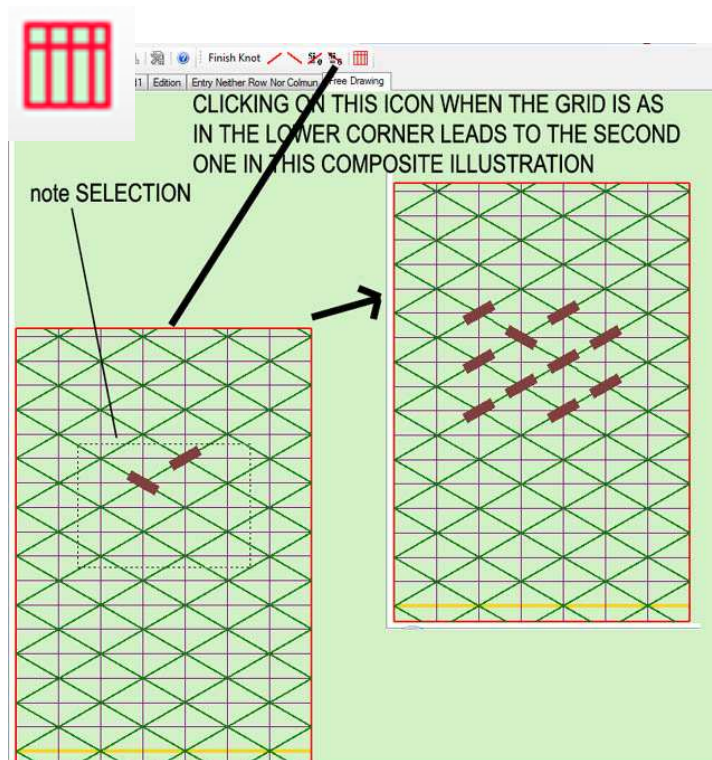 Finish Knot
Edition
Entry Neither Row Nor Colmun
Free Drawing
CLICKING ON THIS ICON WHEN THE GRID IS AS
IN THE LOWER CORNER LEADS TO THE SECOND
ONE IN THIS COMPOSITE ILLUSTRATION
note SELECTION